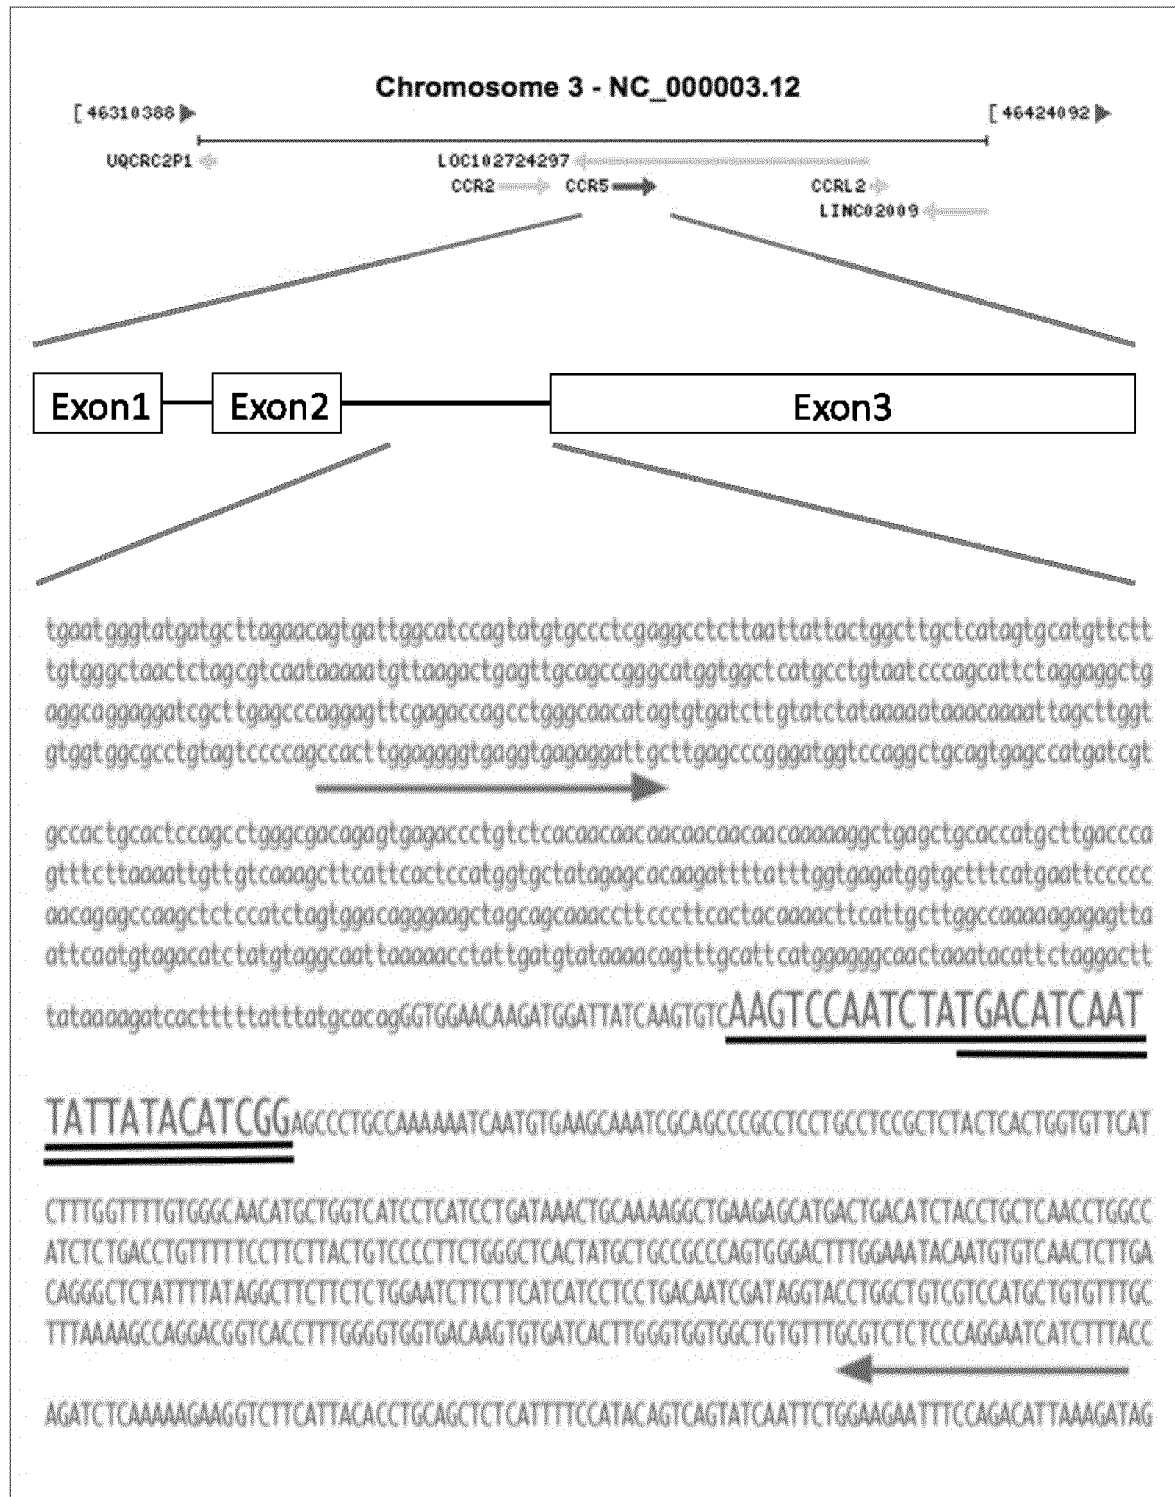 Chromosome 3 - NC_000003.12
[ 46310388 [ 46424092
UQCRC2P1 LOC102724297
CCR2 CCR5 CCRL2
LINC02009
Exon1 Exon2 Exon3
tgaatgggtatgatgcttagaacagtgattggcatccagtatgtgccctcgaggcctcttaattattactggcttgctcatagtgcatgttctt
tgtgggctaactctagcgtcaataaaaatgttaagactgagttgcagccgggcatggtggctcatgcctgtaatcccagcattctaggaggctg
aggcaggaggatcgcttgagcccaggagttcgagaccagcctgggcaacatagtgtgatcttgtatctataaaaataaacaaaattagcttggt
gtggtggcgcctgtagtcccccagccacttggaggggtgaggtgagaggattgcttgagcccgggatggtccaggctgcagtgagccatgatcgt
gccactgcactccagcctgggcgacagagtgagaccctgtctcacaacaacaacaacaacaacaaaaaggctgagctgcaccatgcttgaccca
gtttcttaaaattgttgtcaaagcttcattcactccatggtgctatagagcacaagattttatttggtgagatggtgctttcatgaattccccc
aacagagccaagctctccatctagtggacagggaagctagcagcaaaccttcccttcactacaaaacttcattgcttggccaaaaagagagtta
attcaatgtagacatctatgtaggcaattaaaaacctattgatgtataaaacagtttgcattcatggagggcaactaaatacattctaggactt
tataaaagatcactttttatttatgcacagGGTGGAACAAGATGGATTATCAAGTGTCAAGTCCAATCTATGACATCAAT
TATTATACATCGGAGCCCTGCCAAAAAATCAATGTGAAGCAAATCGCAGCCCGCCTCCTGCCTCCGCTCTACTCACTGGTGTTCAT
CTTTGGTTTTGTGGGCAACATGCTGGTCATCCTCATCCTGATAAACTGCAAAAGGCTGAAGAGCATGACTGACATCTACCTGCTCAACCTGGCC
ATCTCTGACCTGTTTTTCCTTCTTACTGTCCCCTTCTGGGCTCACTATGCTGCCGCCCAGTGGGACTTTGGAAATACAATGTGTCAACTCTTGA
CAGGGCTCTATTTTATAGGCTTCTTCTCTGGAATCTTCTTCATCATCCTCCTGACAATCGATAGGTACCTGGCTGTCGTCCATGCTGTGTTTGC
TTTAAAAGCCAGGACGGTCACCTTTGGGGTGGTGACAAGTGTGATCACTTGGGTGGTGGCTGTGTTTGCGTCTCTCCCAGGAATCATCTTTACC
AGATCTCAAAAAGAAGGTCTTCATTACACCTGCAGCTCTCATTTTCCATACAGTCAGTATCAATTCTGGAAGAATTTCCAGACATTAAAGATAG